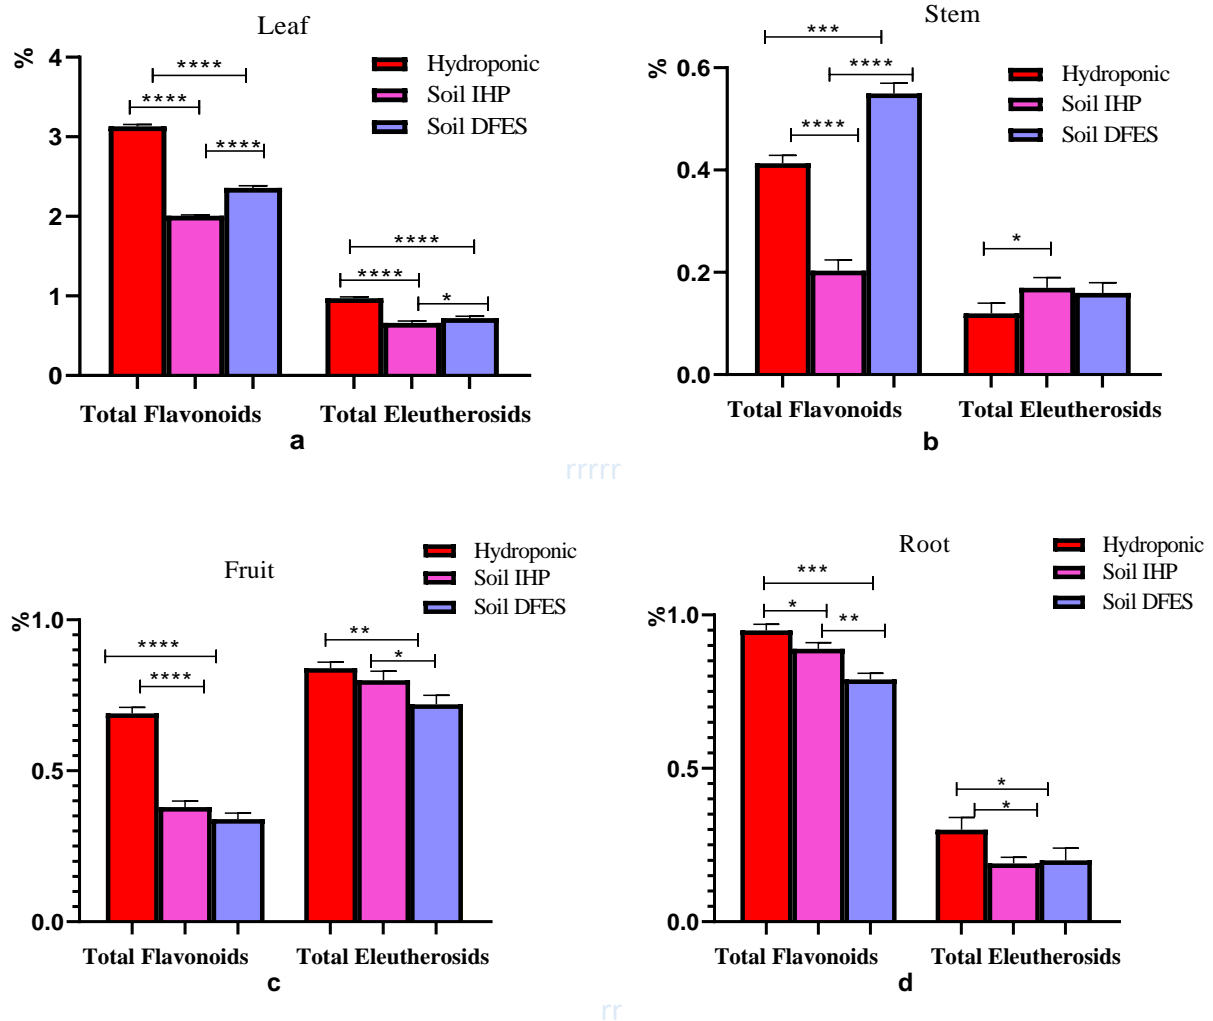 Leaf
%
4
3
2
1
0
****
****
****
****
****
*
Hydroponic
Soil IHP
Soil DFES
Total Flavonoids
Total Eleutherosids
a
Stem
%
0.6
0.4
0.2
0.0
***
****
****
*
Hydroponic
Soil IHP
Soil DFES
Total Flavonoids
Total Eleutherosids
b
rrrrr
Fruit
%
1.0
0.5
0.0
****
****
**
*
Hydroponic
Soil IHP
Soil DFES
Total Flavonoids
Total Eleutherosids
c
Root
%
1.0
0.5
0.0
***
*
**
*
*
Hydroponic
Soil IHP
Soil DFES
Total Flavonoids
Total Eleutherosids
d
rr